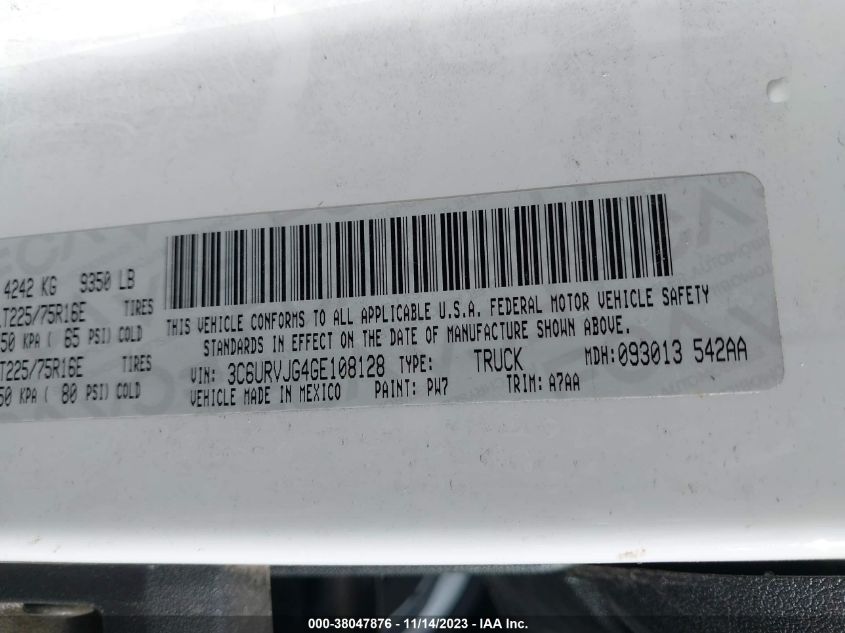 4242 KG 9350 LB
T225/75R16E TIRES
50 KPA ( 65 PSI) COLD
T225/75R16E TIRES
50 KPA ( 80 PSI) COLD
THIS VEHICLE CONFORMS TO ALL APPLICABLE U.S.A. FEDERAL MOTOR VEHICLE SAFETY
STANDARDS IN EFFECT ON THE DATE OF MANUFACTURE SHOWN ABOVE.
VIN: 3C6URVJG4GE108128 TYPE: TRUCK MDH:093013 542AA
VEHICLE MADE IN MEXICO PAINT: PW7 TRIM: A7AA
000-38047876 - 11/14/2023 - IAA Inc.